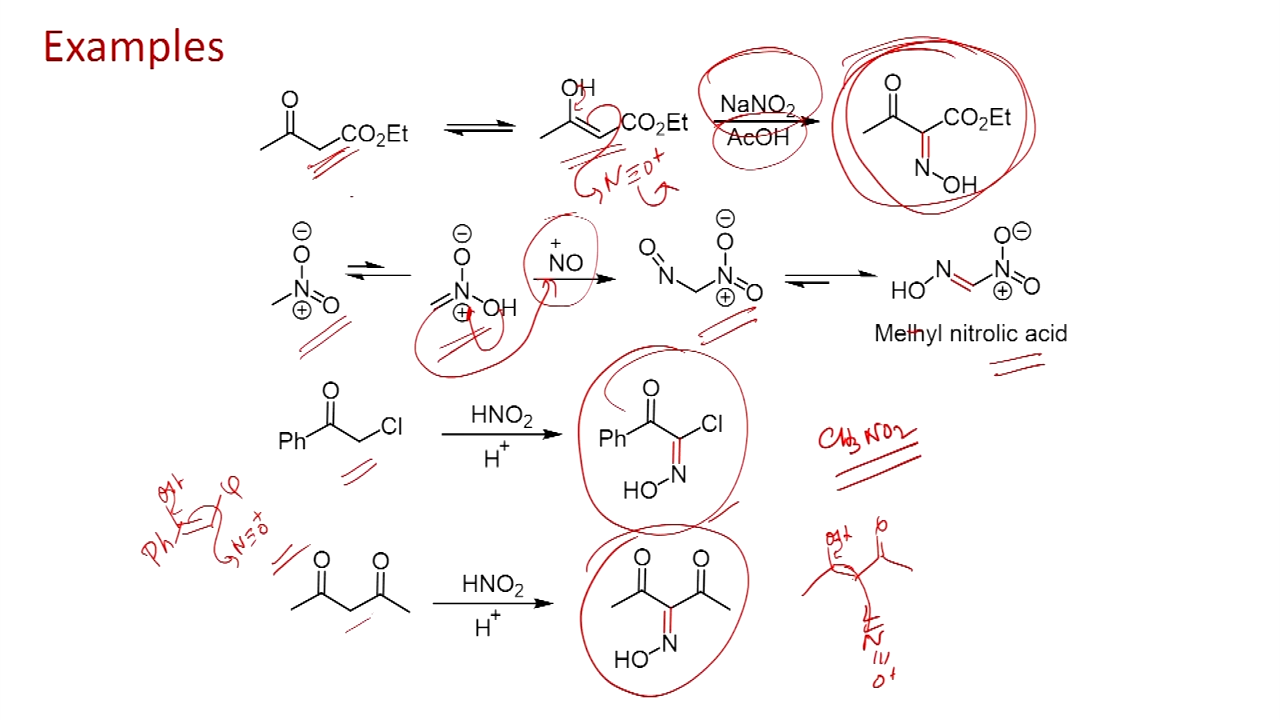 Examples
O
OH
NaNO2
O
CO2Et
CO2Et
AcOH
CO2Et
N≡O+
N
OH
⊖
O
N
O
⊕
⊖
O
N
OH
⊕
+
NO
O
N
⊖
O
N
O
⊕
HO
N
O⊖
N
O
⊕
Methyl nitrolic acid
O
Ph
Cl
HNO2
H+
O
Ph
Cl
N
HO
CH3NO2
Ph
N≡O+
O
O
HNO2
H+
O
O
N
HO
N
O+